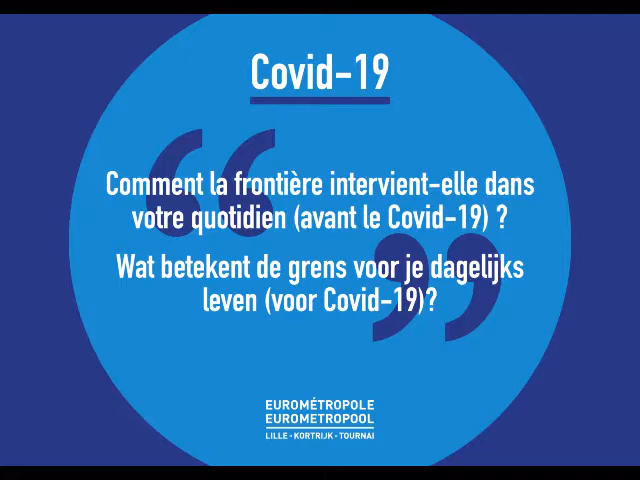 Covid-19
Comment la frontière intervient-elle dans
votre quotidien (avant le Covid-19) ?
Wat betekent de grens voor je dagelijks
leven (voor Covid-19)?
EUROMÉTROPOLE
EUROMETROPOOL
LILLE - KORTRIJK - TOURNAI